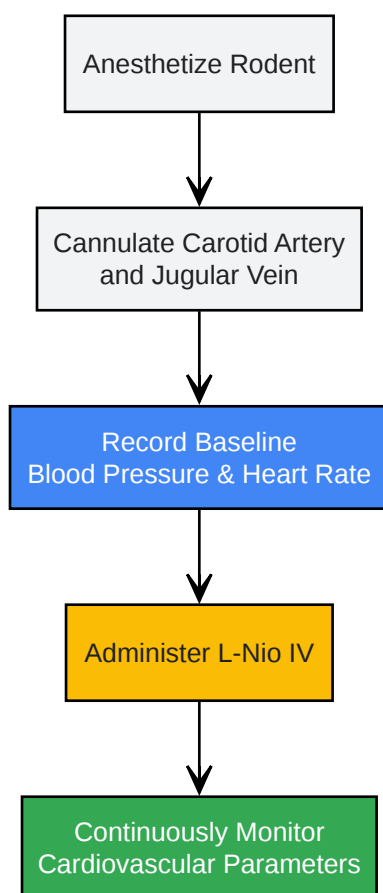 Anesthetize Rodent
Cannulate Carotid Artery
and Jugular Vein
Record Baseline
Blood Pressure & Heart Rate
Administer L-Nio IV
Continuously Monitor
Cardiovascular Parameters